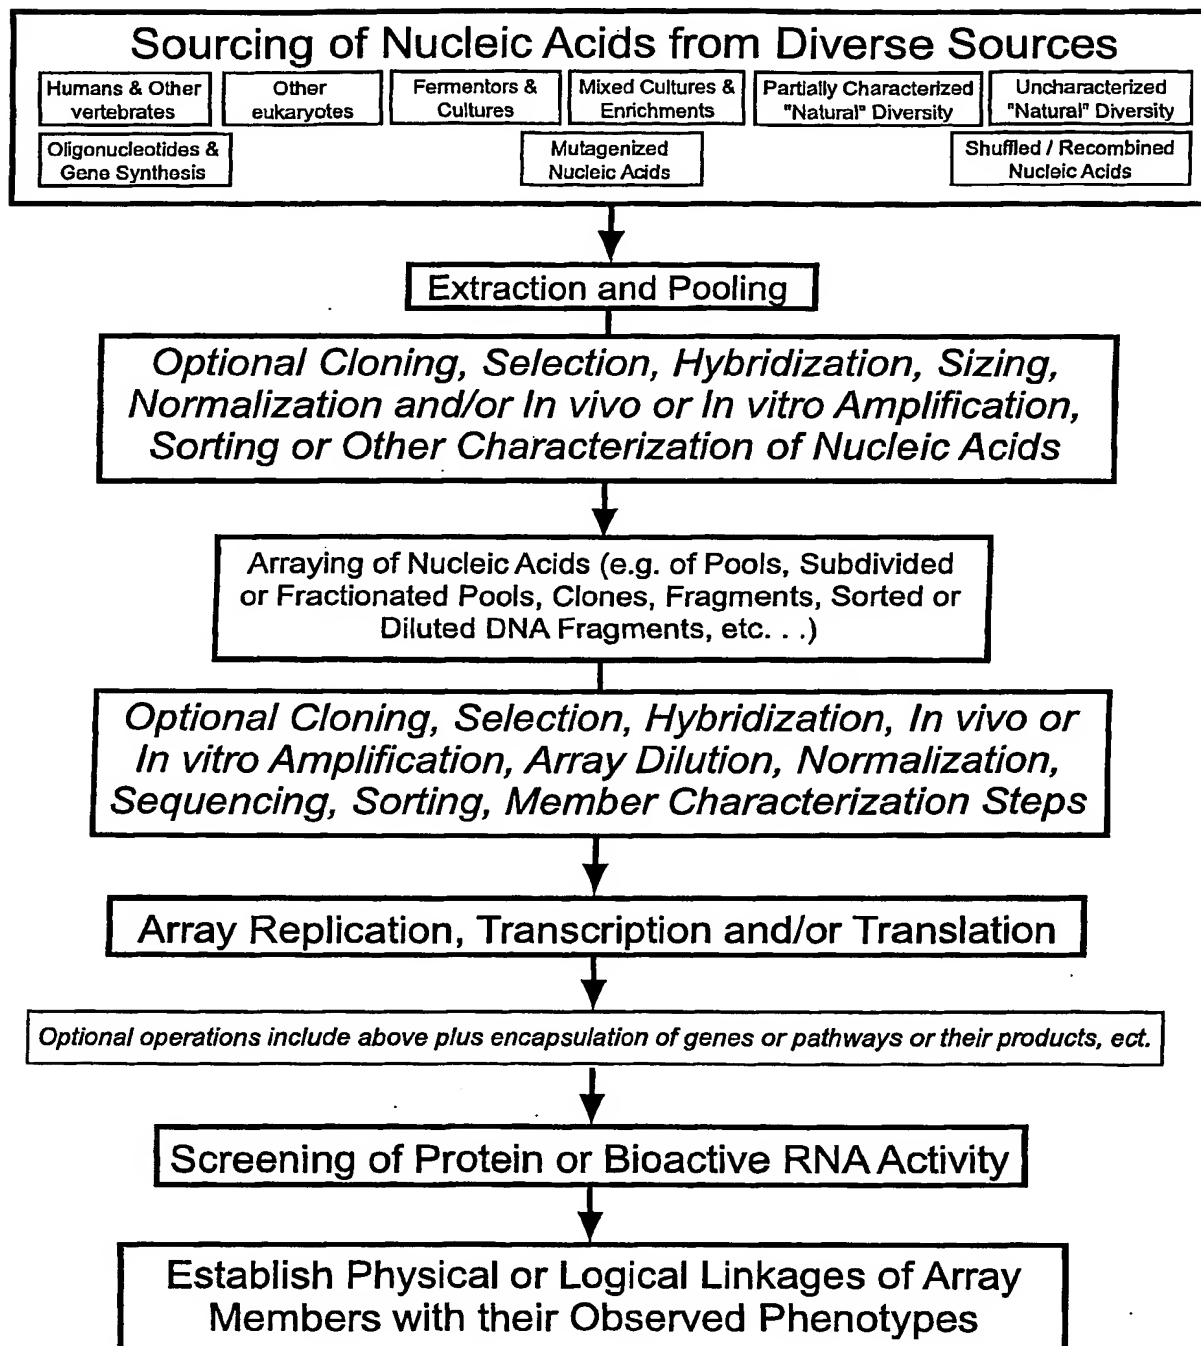 Sourcing of Nucleic Acids from Diverse Sources
Humans & Other
vertebrates
Other
eukaryotes
Fermentors &
Cultures
Mixed Cultures &
Enrichments
Partially Characterized
"Natural" Diversity
Uncharacterized
"Natural" Diversity
Oligonucleotides &
Gene Synthesis
Mutagenized
Nucleic Acids
Shuffled / Recombined
Nucleic Acids
Extraction and Pooling
Optional Cloning, Selection, Hybridization, Sizing,
Normalization and/or In vivo or In vitro Amplification,
Sorting or Other Characterization of Nucleic Acids
Arraying of Nucleic Acids (e.g. of Pools, Subdivided
or Fractionated Pools, Clones, Fragments, Sorted or
Diluted DNA Fragments, etc. . .)
Optional Cloning, Selection, Hybridization, In vivo or
In vitro Amplification, Array Dilution, Normalization,
Sequencing, Sorting, Member Characterization Steps
Array Replication, Transcription and/or Translation
Optional operations include above plus encapsulation of genes or pathways or their products, ect.
Screening of Protein or Bioactive RNA Activity
Establish Physical or Logical Linkages of Array
Members with their Observed Phenotypes